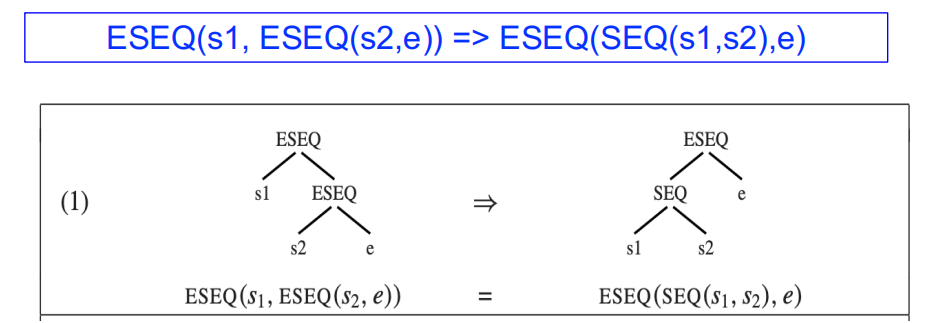 ESEQ(s1, ESEQ(s2,e)) => ESEQ(SEQ(s1,s2),e)
ESEQ ESEQ
s1 ESEQ SEQ e
(1) ⇒
s2 e s1 s2
ESEQ(s₁, ESEQ(s₂, e)) = ESEQ(SEQ(s₁, s₂), e)